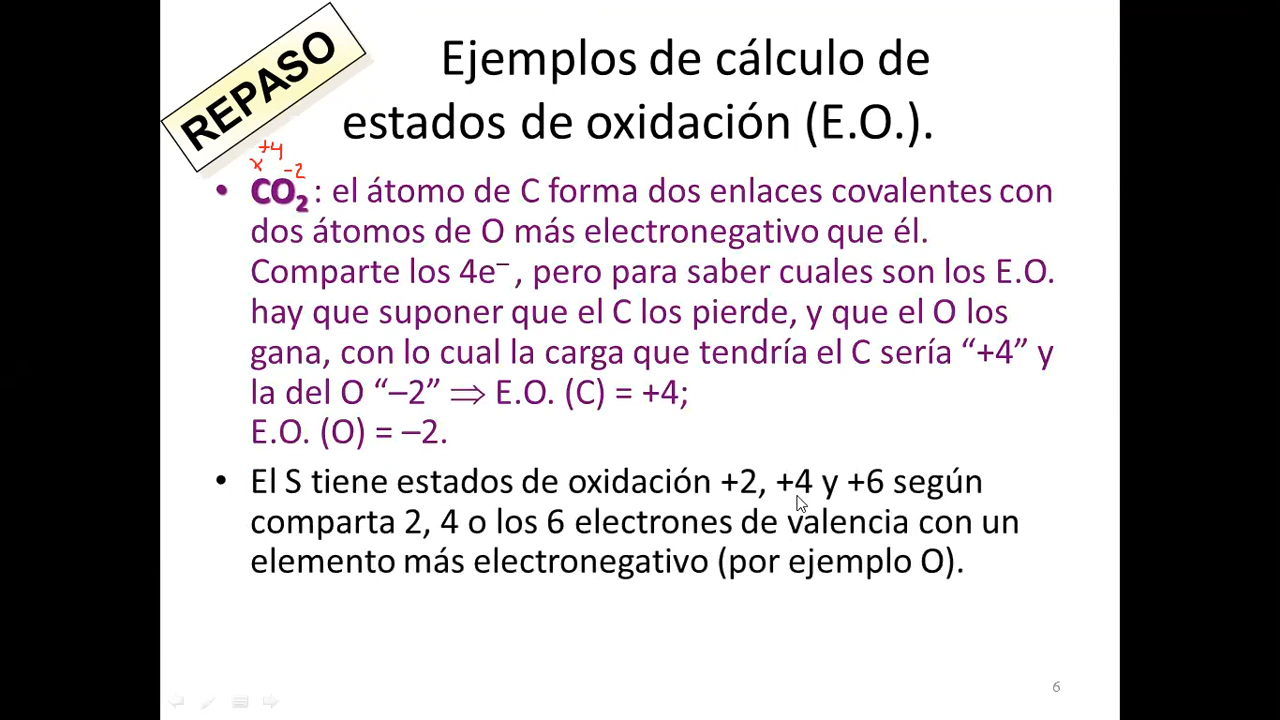 REPASO
Ejemplos de cálculo de
estados de oxidación (E.O.).
+4
x -2
• CO₂ : el átomo de C forma dos enlaces covalentes con
dos átomos de O más electronegativo que él.
Comparte los 4e⁻ , pero para saber cuales son los E.O.
hay que suponer que el C los pierde, y que el O los
gana, con lo cual la carga que tendría el C sería “+4” y
la del O “–2” ⇒ E.O. (C) = +4;
E.O. (O) = –2.
• El S tiene estados de oxidación +2, +4 y +6 según
comparta 2, 4 o los 6 electrones de valencia con un
elemento más electronegativo (por ejemplo O).
6